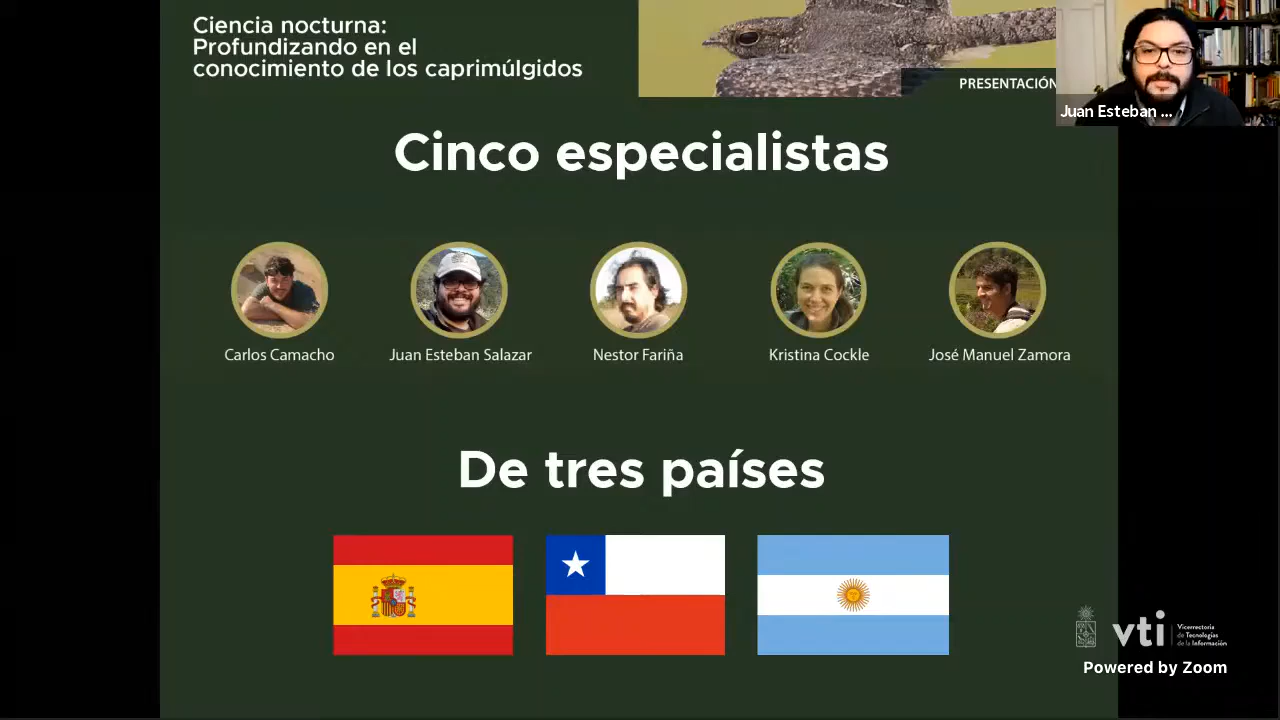 Ciencia nocturna:
Profundizando en el
conocimiento de los caprimúlgidos
PRESENTACIÓN
Juan Esteban ...
Cinco especialistas
Carlos Camacho
Juan Esteban Salazar
Nestor Fariña
Kristina Cockle
José Manuel Zamora
De tres países
vti
Vicerrectoría
de Tecnologías
de la Información
Powered by Zoom